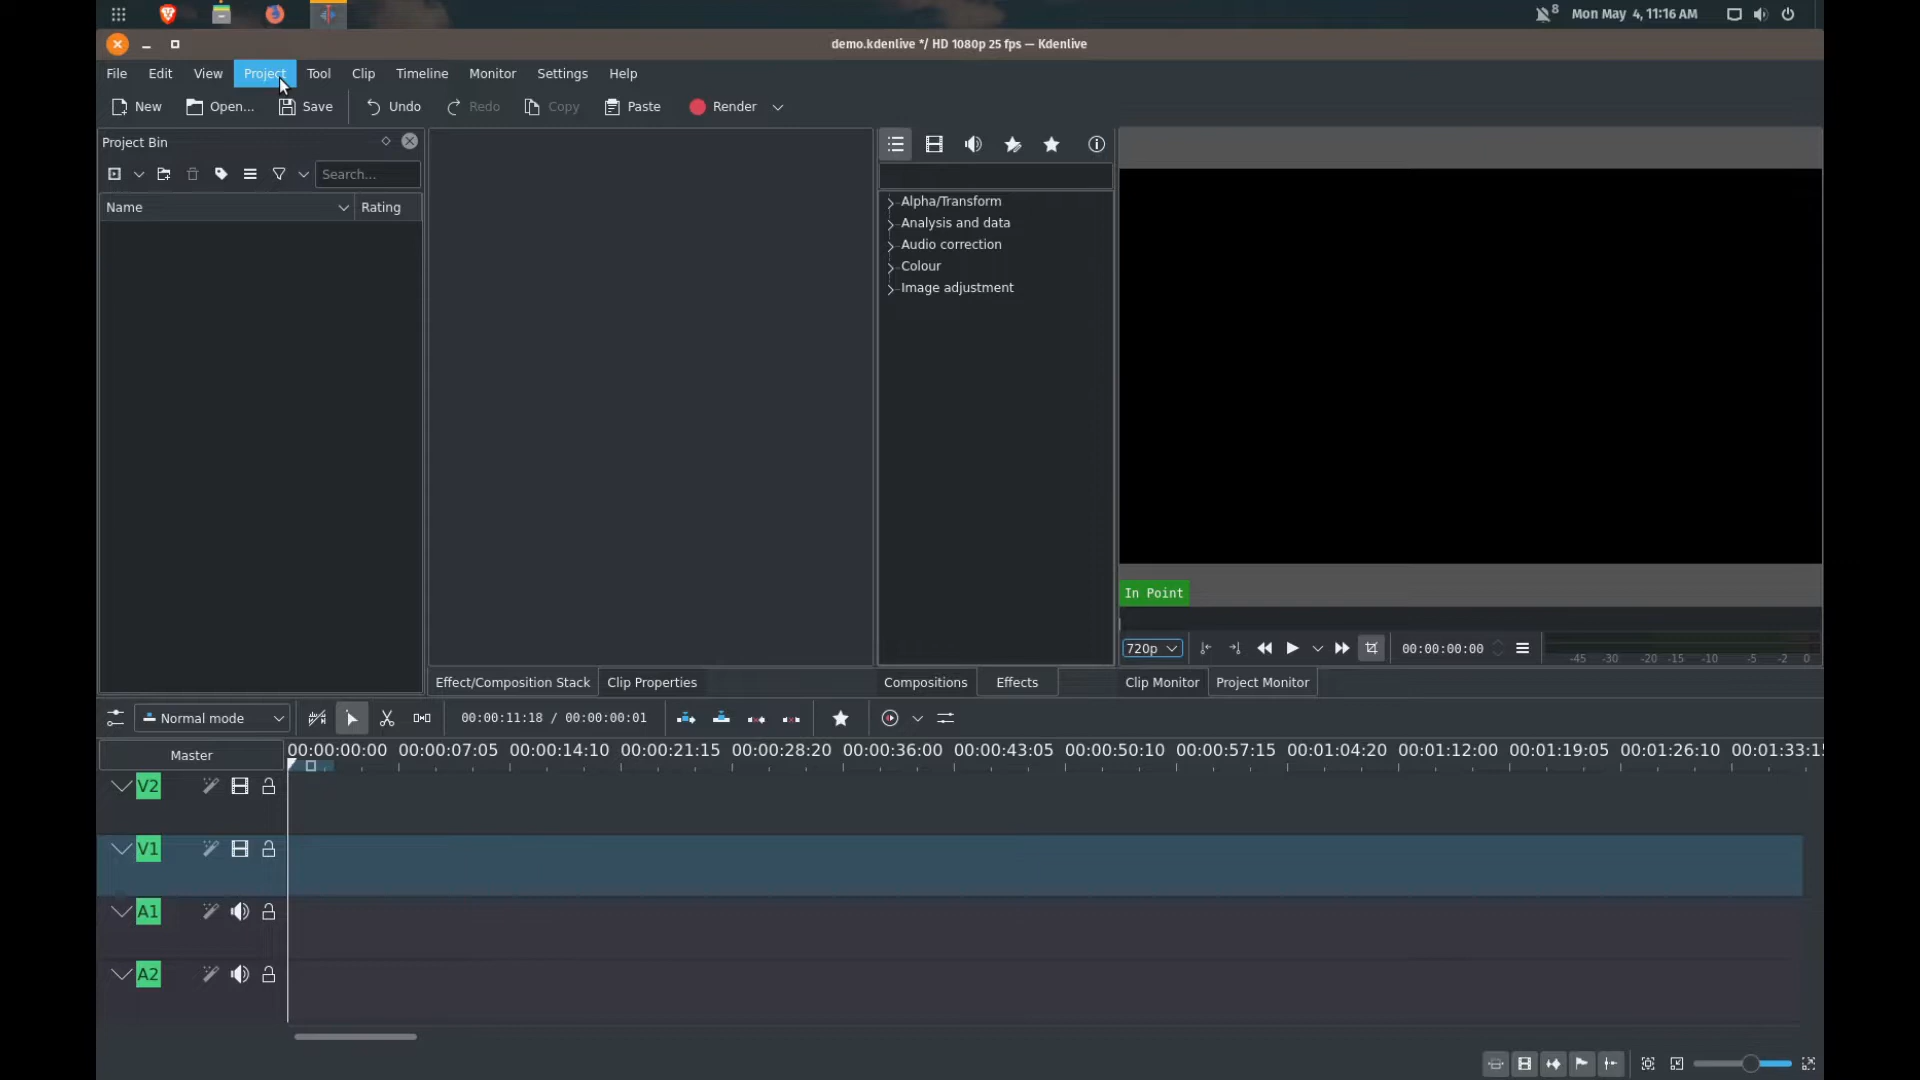 8
Mon May 4, 11:16 AM
demo.kdenlive */ HD 1080p 25 fps — Kdenlive
File Edit View Project Tool Clip Timeline Monitor Settings Help
New Open... Save Undo Redo Copy Paste Render
Project Bin
Search...
Name Rating
Alpha/Transform
Analysis and data
Audio correction
Colour
Image adjustment
In Point
720p 00:00:00:00
-45 -30 -20 -15 -10 -5 -2 0
Effect/Composition Stack Clip Properties Compositions Effects Clip Monitor Project Monitor
Normal mode 00:00:11:18 / 00:00:00:01
Master 00:00:00:00 00:00:07:05 00:00:14:10 00:00:21:15 00:00:28:20 00:00:36:00 00:00:43:05 00:00:50:10 00:00:57:15 00:01:04:20 00:01:12:00 00:01:19:05 00:01:26:10 00:01:33:15
V2
V1
A1
A2